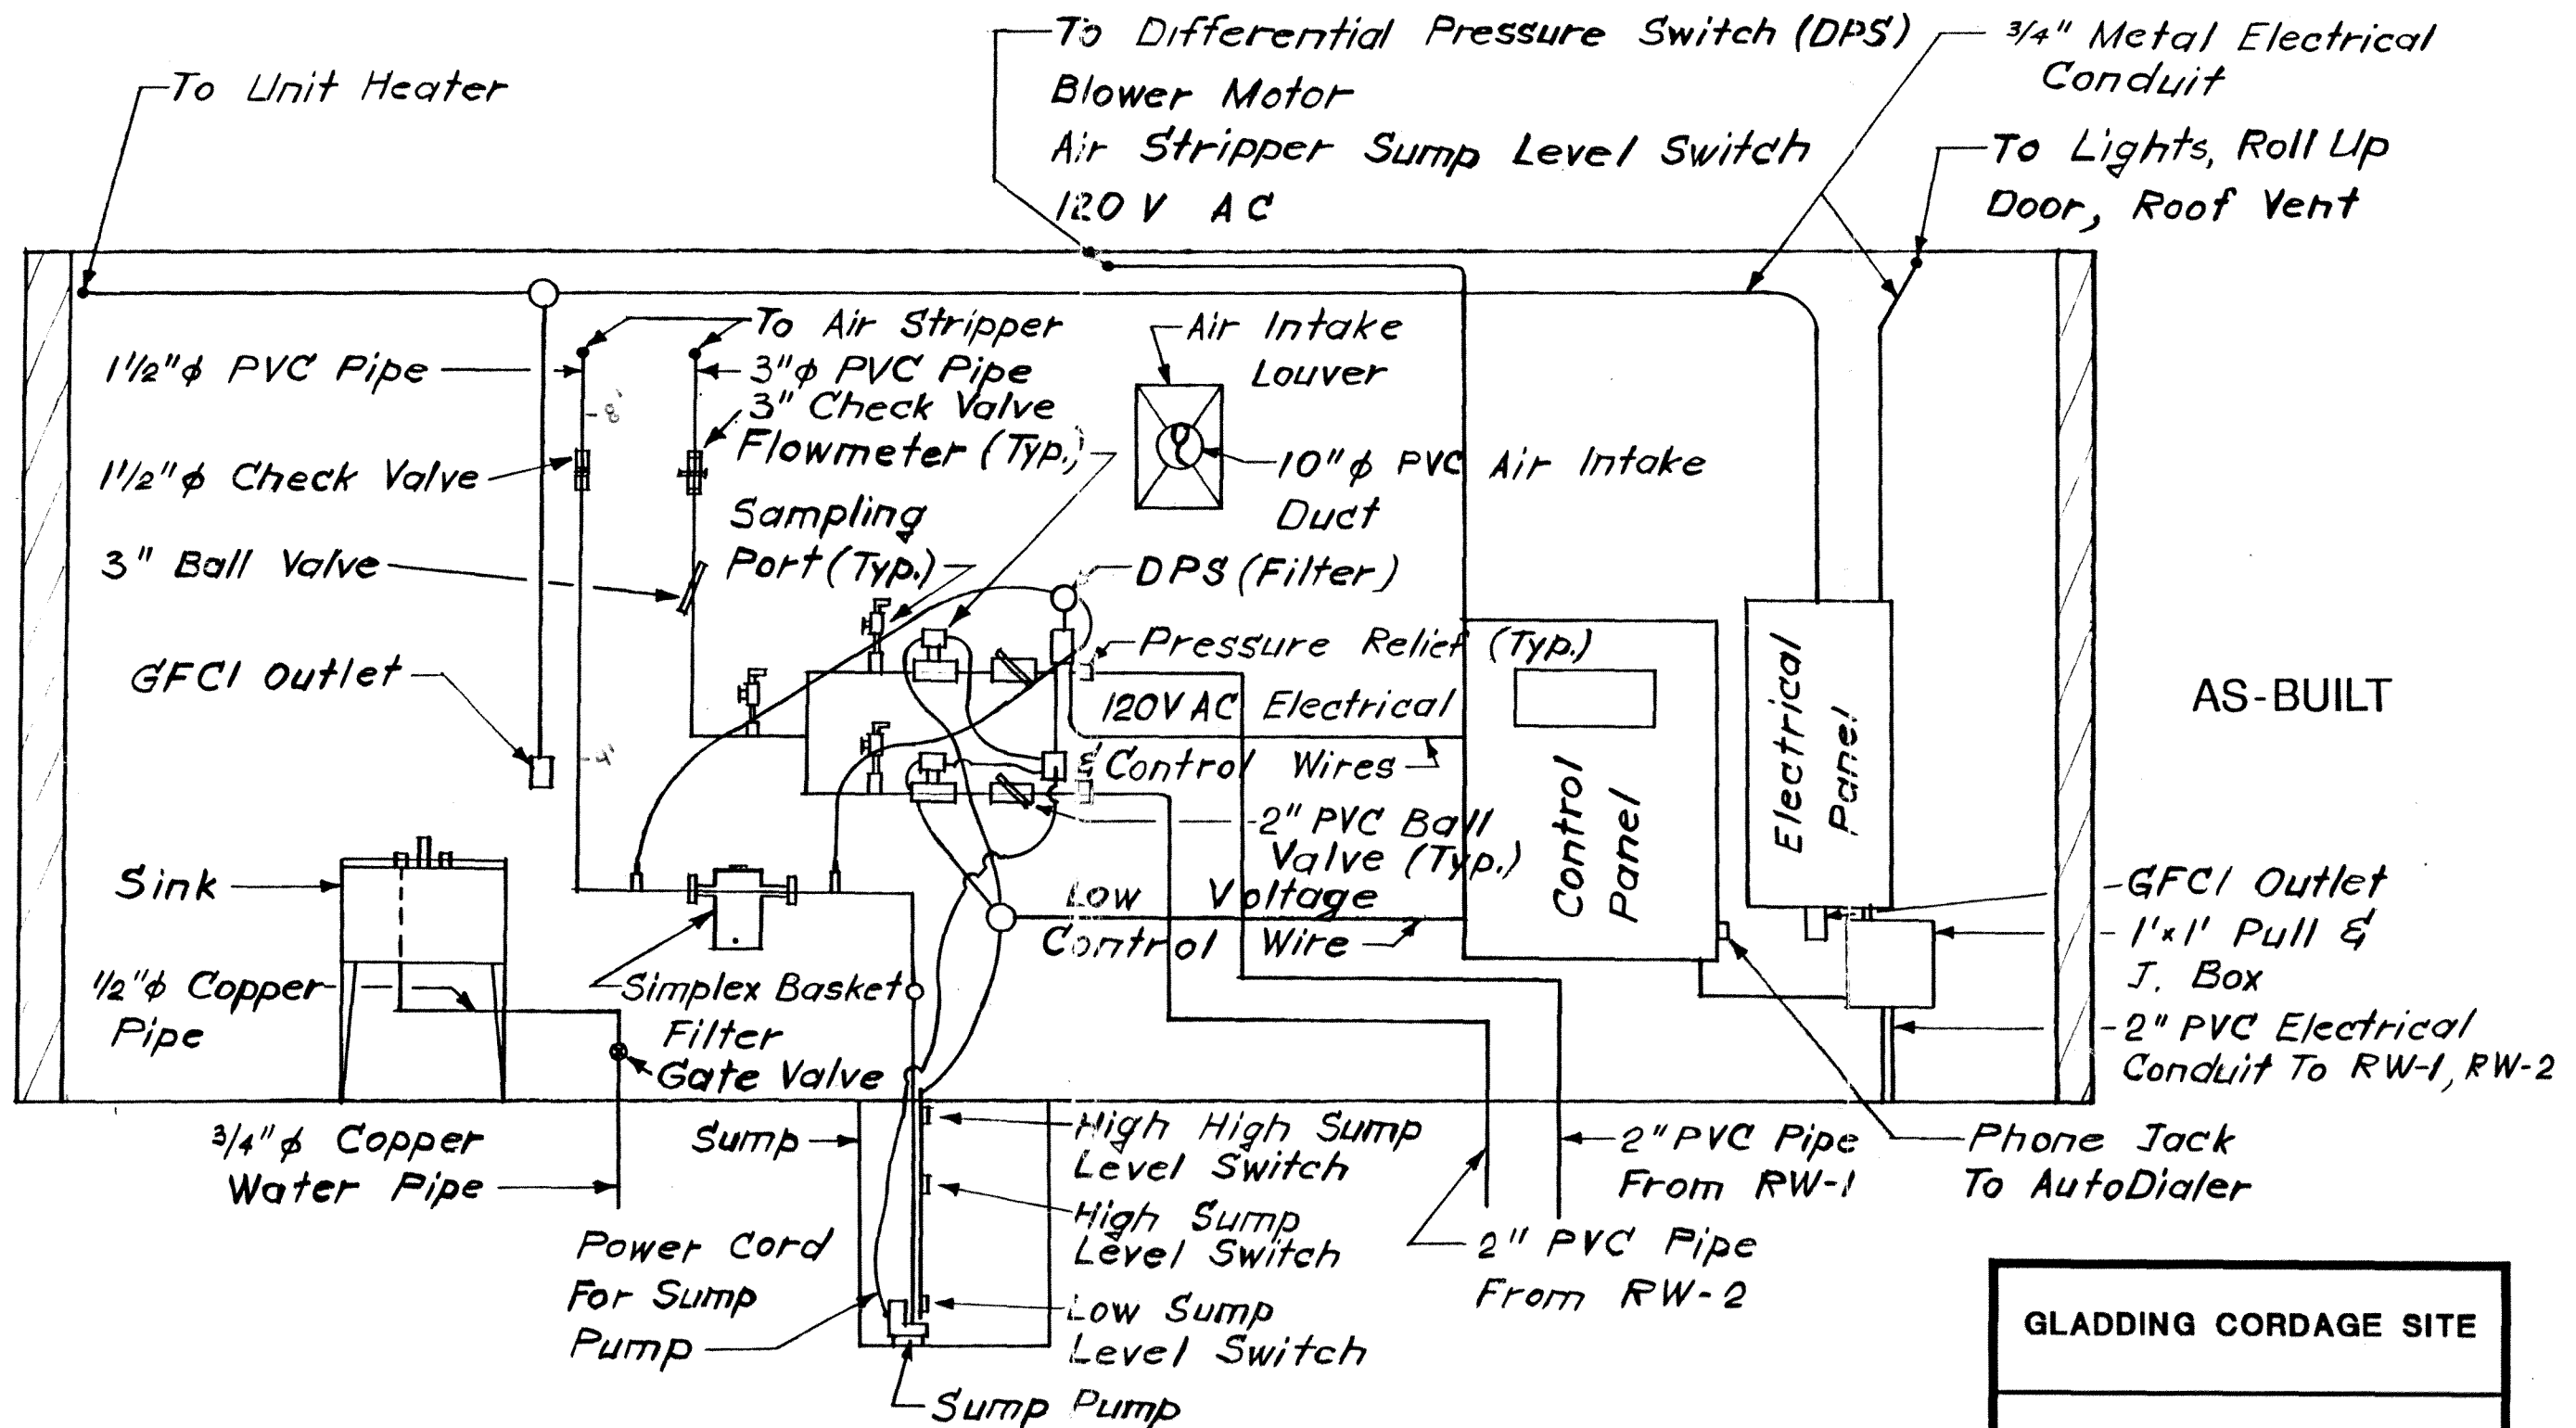 To Differential Pressure Switch (DPS)
Blower Motor
Air Stripper Sump Level Switch
120 V AC
3/4" Metal Electrical
Conduit
To Unit Heater
To Lights, Roll Up
Door, Roof Vent
To Air Stripper
1 1/2"ϕ PVC Pipe
3"ϕ PVC Pipe
3" Check Valve
Flowmeter (Typ.)
-8'
1 1/2"ϕ Check Valve
Air Intake
Louver
10"ϕ PVC Air Intake
Duct
Sampling
Port (Typ.)
3" Ball Valve
DPS (Filter)
Pressure Relief (Typ.)
GFCI Outlet
120V AC Electrical
& Control Wires
-4'
2" PVC Ball
Valve (Typ.)
Control
Panel
Electrical
Panel
AS-BUILT
Sink
Low Voltage
Control Wire
GFCI Outlet
1'x1' Pull &
J. Box
1/2"ϕ Copper
Pipe
Simplex Basket
Filter
Gate Valve
2" PVC Electrical
Conduit To RW-1, RW-2
3/4"ϕ Copper
Water Pipe
Sump
High High Sump
Level Switch
High Sump
Level Switch
Low Sump
Level Switch
2" PVC Pipe
From RW-1
Phone Jack
To AutoDialer
2" PVC Pipe
From RW-2
Power Cord
For Sump
Pump
Sump Pump
GLADDING CORDAGE SITE